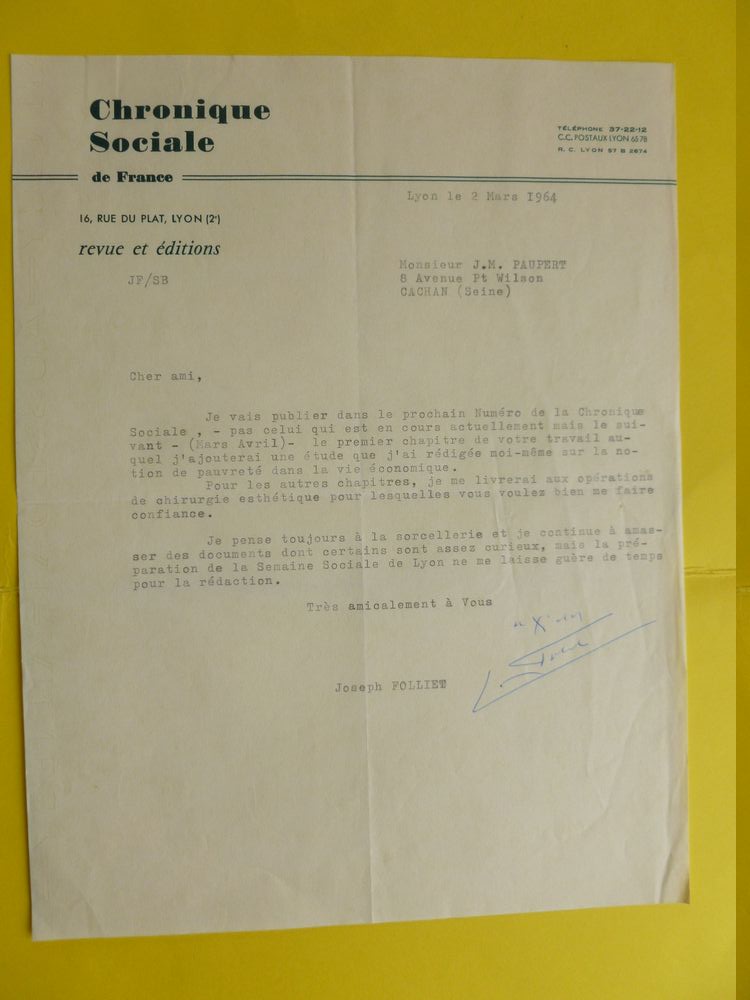 Chronique
Sociale
de France
TÉLÉPHONE 37-22-12
C.C. POSTAUX LYON 65 78
R. C. LYON 57 B 2674
Lyon le 2 Mars 1964
16, RUE DU PLAT, LYON (2e)
revue et éditions
JF/SB
Monsieur J.M. PAUPERT
8 Avenue Pt Wilson
CACHAN (Seine)
Cher ami,
Je vais publier dans le prochain Numéro de la Chronique
Sociale , - pas celui qui est en cours actuellement mais le sui-
vant - (Mars Avril)- le premier chapitre de votre travail au-
quel j'ajouterai une étude que j'ai rédigée moi-même sur la no-
tion de pauvreté dans la vie économique.
Pour les autres chapitres, je me livrerai aux opérations
de chirurgie esthétique pour lesquelles vous voulez bien me faire
confiance.
Je pense toujours à la sorcellerie et je continue à amas-
ser des documents dont certains sont assez curieux, mais la pré-
paration de la Semaine Sociale de Lyon ne me laisse guère de temps
pour la rédaction.
Très amicalement à Vous
Joseph FOLLIET